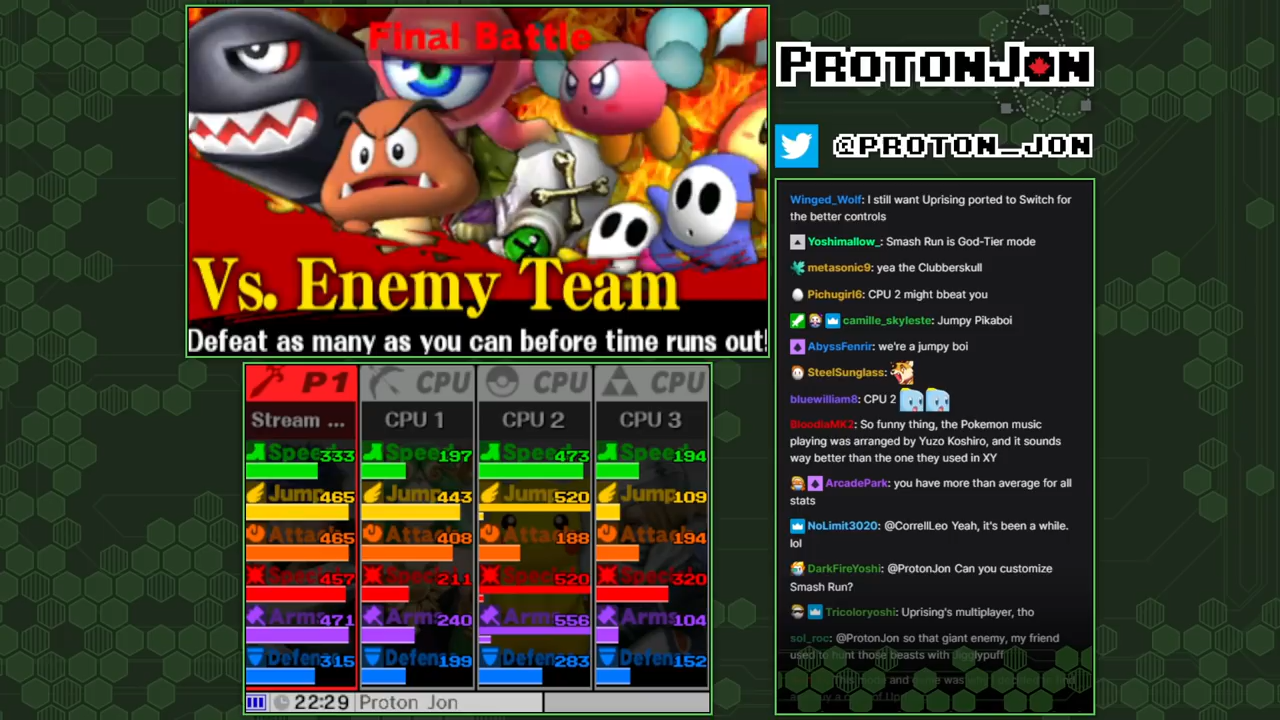 Final Battle
Vs. Enemy Team
Defeat as many as you can before time runs out!
P1 CPU CPU CPU
Stream ... CPU 1 CPU 2 CPU 3
Speed 333 Speed 197 Speed 473 Speed 194
Jump 465 Jump 443 Jump 520 Jump 109
Attack 465 Attack 408 Attack 188 Attack 194
Special 457 Special 211 Special 520 Special 320
Arms 471 Arms 240 Arms 556 Arms 104
Defense 315 Defense 199 Defense 283 Defense 152
22:29 Proton Jon
PROTONJON
@PROTON_JON
Winged_Wolf: I still want Uprising ported to Switch for
the better controls
Yoshimallow_: Smash Run is God-Tier mode
metasonic9: yea the Clubberskull
Pichugirl6: CPU 2 might bbeat you
camille_skyleste: Jumpy Pikaboi
AbyssFenrir: we're a jumpy boi
SteelSunglass:
bluewilliam8: CPU 2
BloodiaMK2: So funny thing, the Pokemon music
playing was arranged by Yuzo Koshiro, and it sounds
way better than the one they used in XY
ArcadePark: you have more than average for all
stats
NoLimit3020: @CorrellLeo Yeah, it's been a while.
lol
DarkFireYoshi: @ProtonJon Can you customize
Smash Run?
Tricoloryoshi: Uprising's multiplayer, tho
sol_roc: @ProtonJon so that giant enemy, my friend
used to hunt those beasts with Jigglypuff